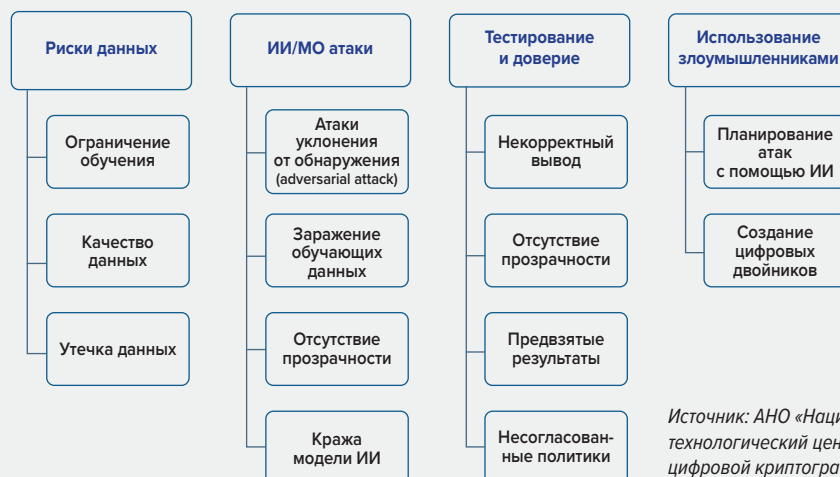 Риски данных
Ограничение
обучения
Качество
данных
Утечка данных
ИИ/МО атаки
Атаки
уклонения
от обнаружения
(adversarial attack)
Заражение
обучающих
данных
Отсутствие
прозрачности
Кража
модели ИИ
Тестирование
и доверие
Некорректный
вывод
Отсутствие
прозрачности
Предвзятые
результаты
Несогласован-
ные политики
Использование
злоумышленниками
Планирование
атак
с помощью ИИ
Создание
цифровых
двойников
Источник: АНО «Наци
технологический цен
цифровой криптогра